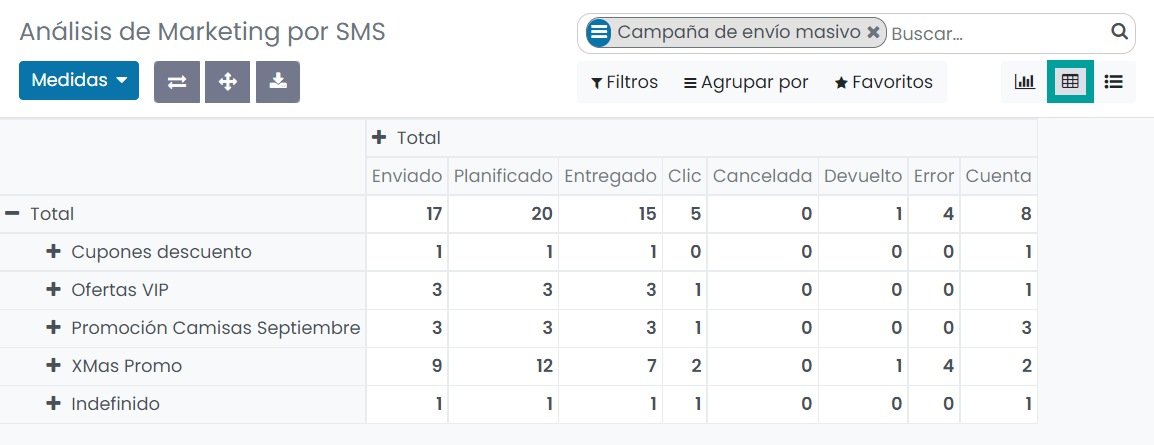 Análisis de Marketing por SMS
Campaña de envío masivo Buscar...
Medidas
Filtros Agrupar por Favoritos
Total
Enviado Planificado Entregado Clic Cancelada Devuelto Error Cuenta
Total 17 20 15 5 0 1 4 8
Cupones descuento 1 1 1 0 0 0 0 1
Ofertas VIP 3 3 3 1 0 0 0 1
Promoción Camisas Septiembre 3 3 3 1 0 0 0 3
XMas Promo 9 12 7 2 0 1 4 2
Indefinido 1 1 1 1 0 0 0 1